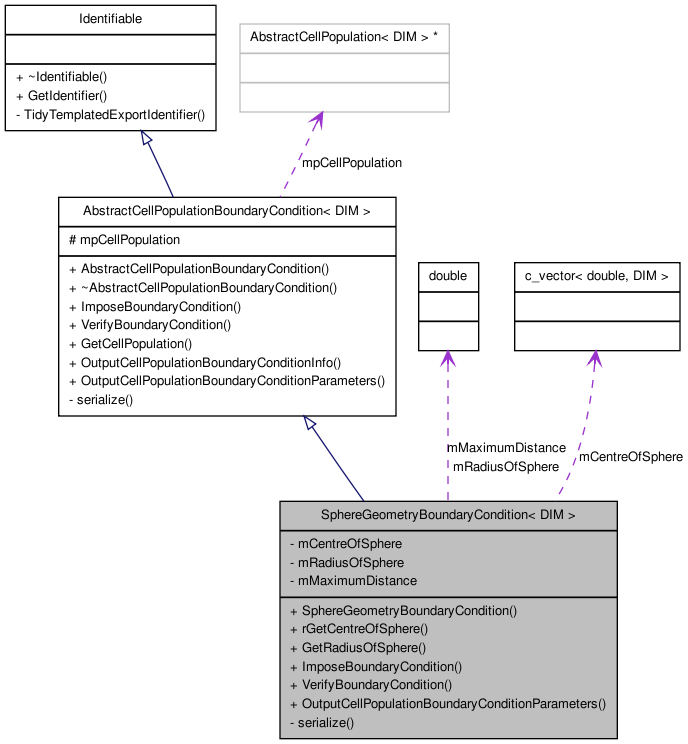 Identifiable
+ ~Identifiable()
+ GetIdentifier()
- TidyTemplatedExportIdentifier()
AbstractCellPopulation< DIM > *
mpCellPopulation
AbstractCellPopulationBoundaryCondition< DIM >
# mpCellPopulation
+ AbstractCellPopulationBoundaryCondition()
+ ~AbstractCellPopulationBoundaryCondition()
+ ImposeBoundaryCondition()
+ VerifyBoundaryCondition()
+ GetCellPopulation()
+ OutputCellPopulationBoundaryConditionInfo()
+ OutputCellPopulationBoundaryConditionParameters()
- serialize()
double
c_vector< double, DIM >
mMaximumDistance
mRadiusOfSphere
mCentreOfSphere
SphereGeometryBoundaryCondition< DIM >
- mCentreOfSphere
- mRadiusOfSphere
- mMaximumDistance
+ SphereGeometryBoundaryCondition()
+ rGetCentreOfSphere()
+ GetRadiusOfSphere()
+ ImposeBoundaryCondition()
+ VerifyBoundaryCondition()
+ OutputCellPopulationBoundaryConditionParameters()
- serialize()